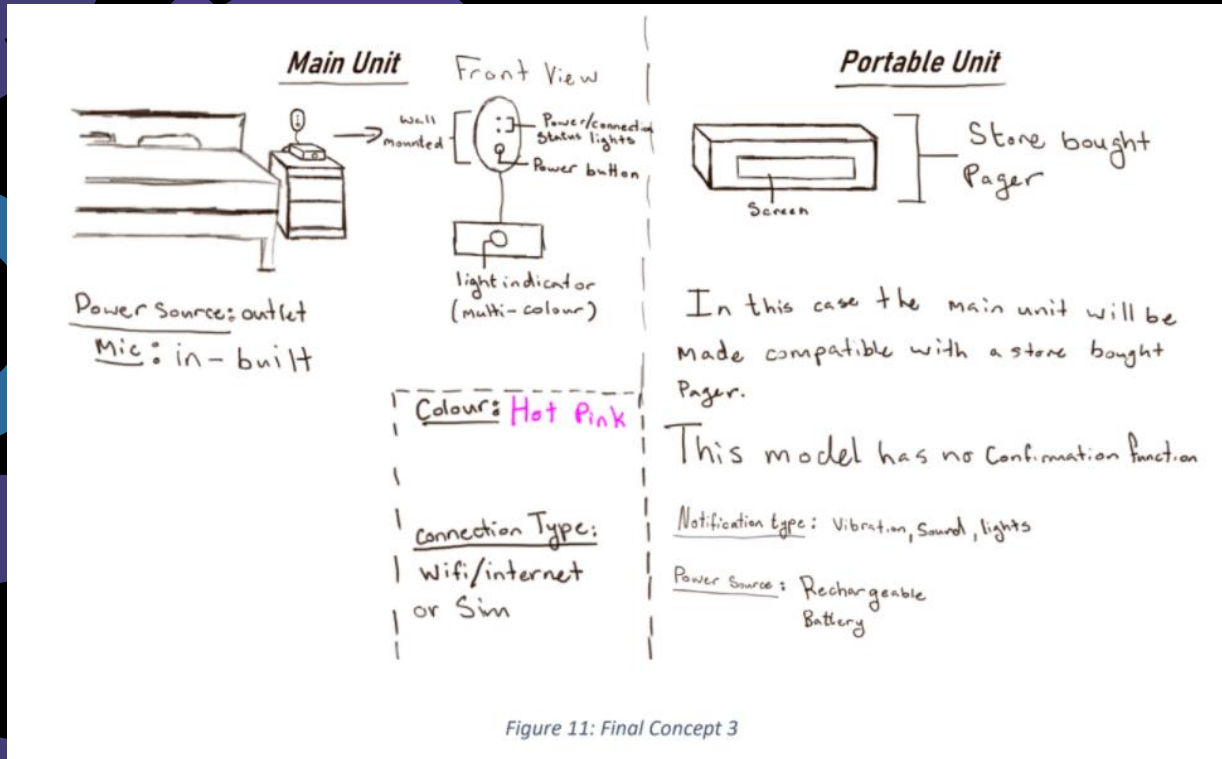 Main Unit
Front View
Wall
mounted
Power/connection
Status lights
Power button
light indicator
(multi-colour)
Power Source: outlet
Mic: in-built
Colour: Hot Pink
Connection Type:
Wifi/internet
or Sim
Portable Unit
Store bought
Pager
Screen
In this case the main unit will be
made compatible with a store bought
Pager.
This model has no Confirmation function
Notification type: Vibration, Sound, lights
Power Source: Rechargeable
Battery
Figure 11: Final Concept 3